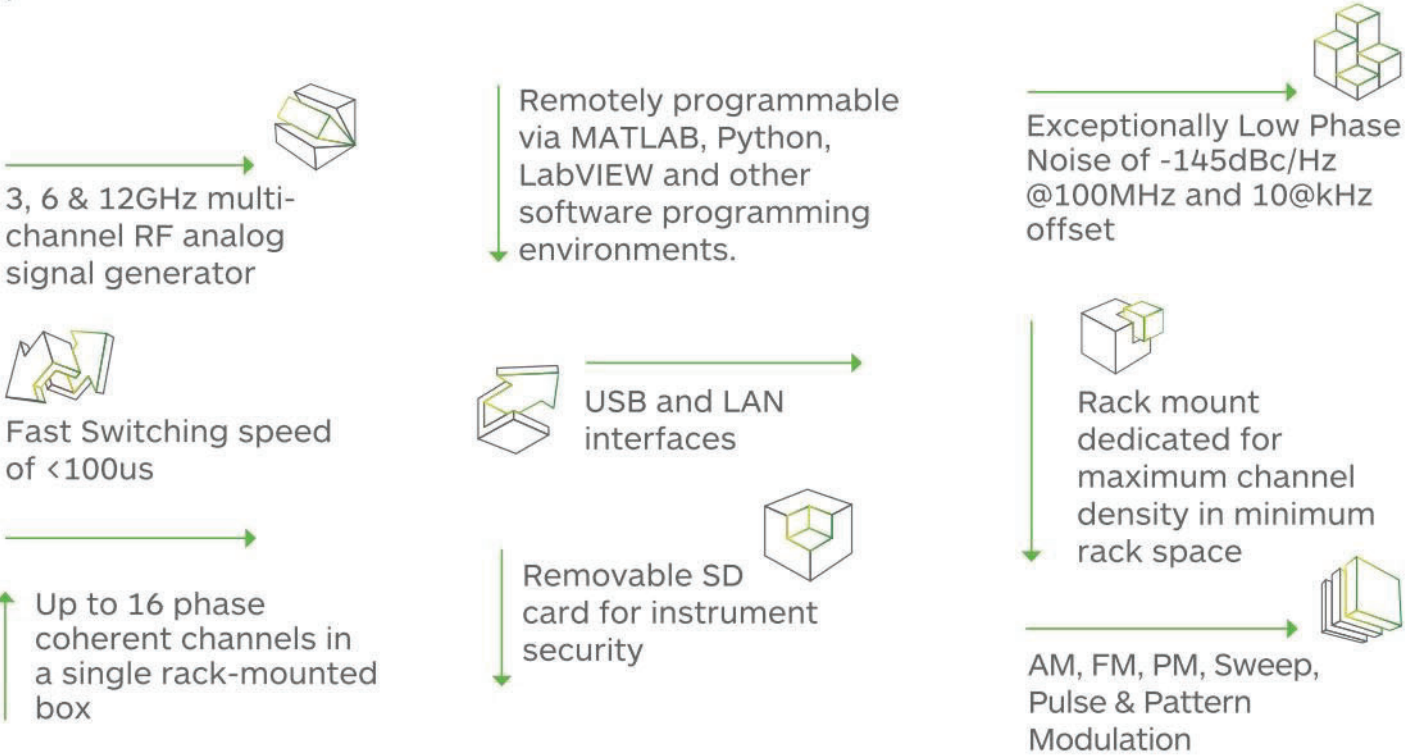 3, 6 & 12GHz multi-
channel RF analog
signal generator
Fast Switching speed
of <100us
Up to 16 phase
coherent channels in
a single rack-mounted
box
Remotely programmable
via MATLAB, Python,
LabVIEW and other
software programming
environments.
USB and LAN
interfaces
Removable SD
card for instrument
security
Exceptionally Low Phase
Noise of -145dBc/Hz
@100MHz and 10@kHz
offset
Rack mount
dedicated for
maximum channel
density in minimum
rack space
AM, FM, PM, Sweep,
Pulse & Pattern
Modulation